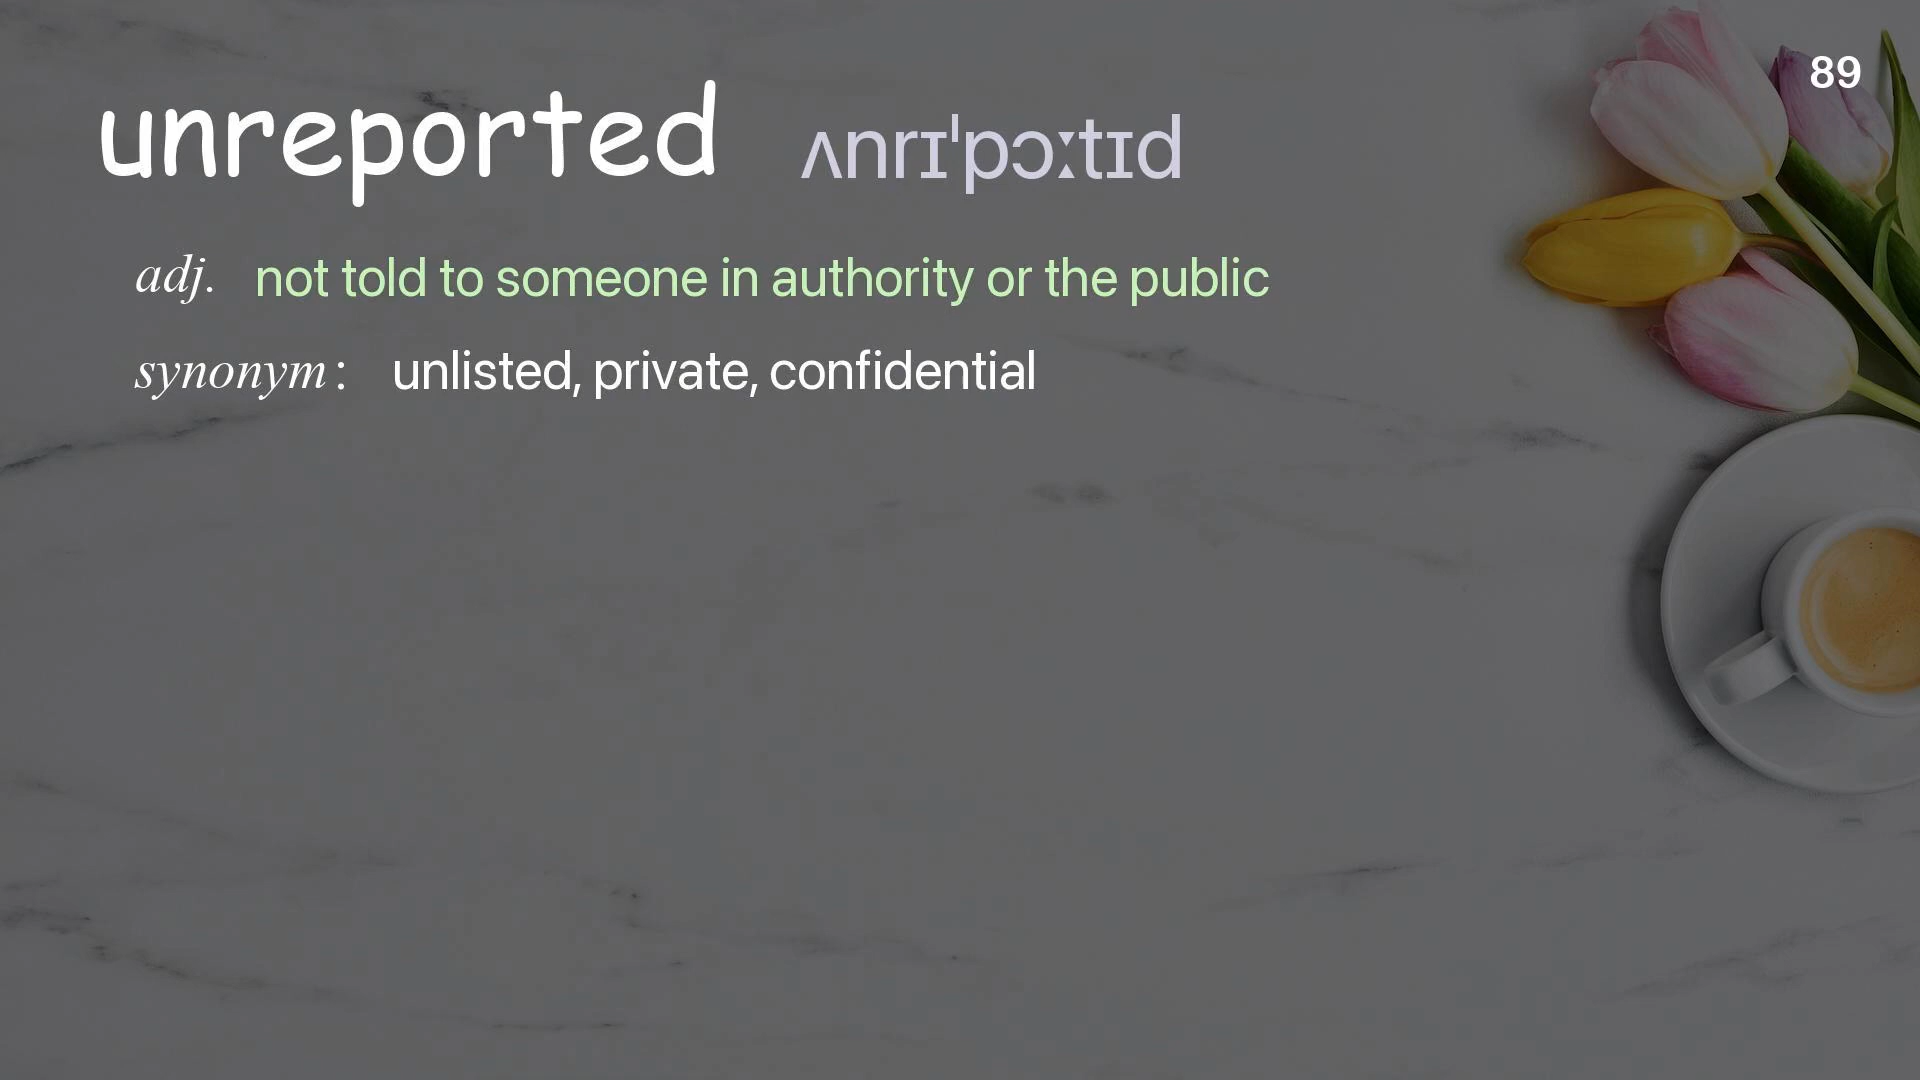 89
unreported ʌnrɪˈpɔːtɪd
adj. not told to someone in authority or the public
synonym : unlisted, private, confidential